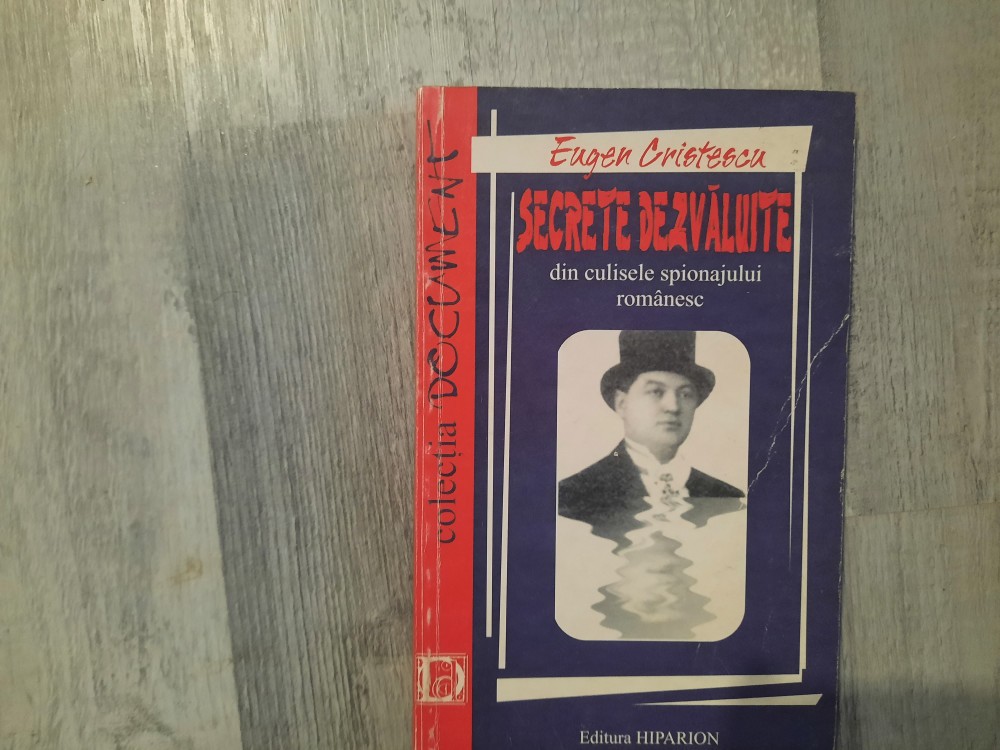 Eugen Cristescu
SECRETE DEZVĂLUITE
din culisele spionajului
românesc
Editura HIPARION
colecția DOCUMENT